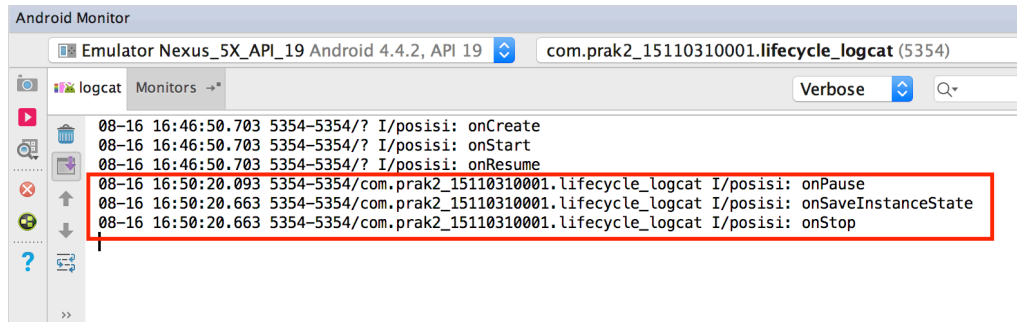 Android Monitor
Emulator Nexus_5X_API_19 Android 4.4.2, API 19 com.prak2_15110310001.lifecycle_logcat (5354)
logcat Monitors Verbose
08-16 16:46:50.703 5354-5354/? I/posisi: onCreate
08-16 16:46:50.703 5354-5354/? I/posisi: onStart
08-16 16:46:50.703 5354-5354/? I/posisi: onResume
08-16 16:50:20.093 5354-5354/com.prak2_15110310001.lifecycle_logcat I/posisi: onPause
08-16 16:50:20.663 5354-5354/com.prak2_15110310001.lifecycle_logcat I/posisi: onSaveInstanceState
08-16 16:50:20.663 5354-5354/com.prak2_15110310001.lifecycle_logcat I/posisi: onStop
?
>>